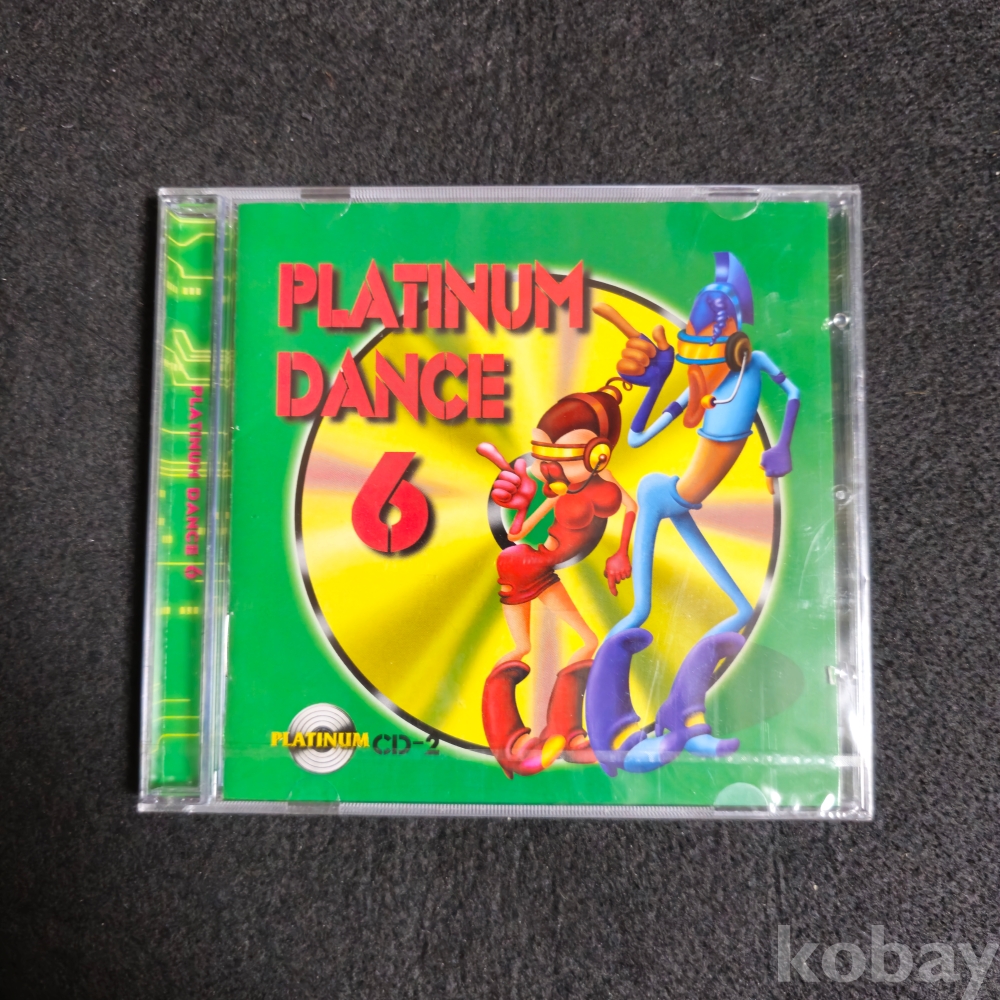 PLATINUM
DANCE
6
PLATINUM DANCE 6
PLATINUM CD-2
kobay